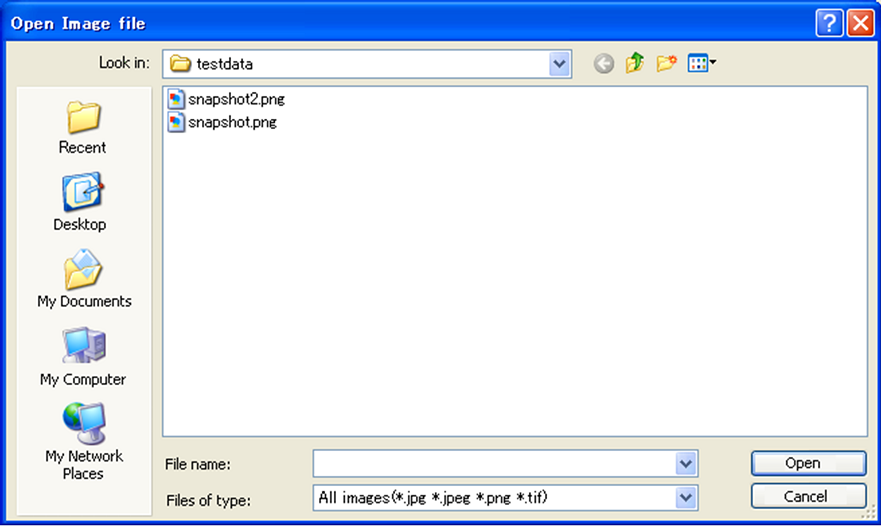 Open Image file
?
Look in:
testdata
snapshot2.png
snapshot.png
Recent
Desktop
My Documents
My Computer
My Network
Places
File name:
Open
Files of type:
All images(*.jpg *.jpeg *.png *.tif)
Cancel